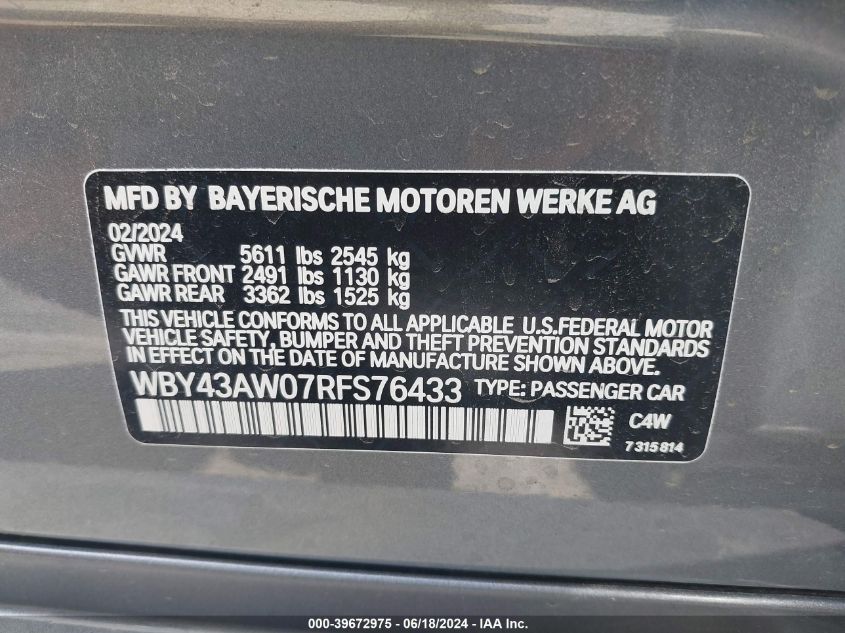 MFD BY BAYERISCHE MOTOREN WERKE AG
02/2024
GVWR 5611 lbs 2545 kg
GAWR FRONT 2491 lbs 1130 kg
GAWR REAR 3362 lbs 1525 kg
THIS VEHICLE CONFORMS TO ALL APPLICABLE U.S.FEDERAL MOTOR
VEHICLE SAFETY, BUMPER AND THEFT PREVENTION STANDARDS IN
EFFECT ON THE DATE OF MANUFACTURE SHOWN ABOVE.
WBY43AW07RFS76433 TYPE: PASSENGER CAR
C4W
7315814
000-39672975 - 06/18/2024 - IAA Inc.